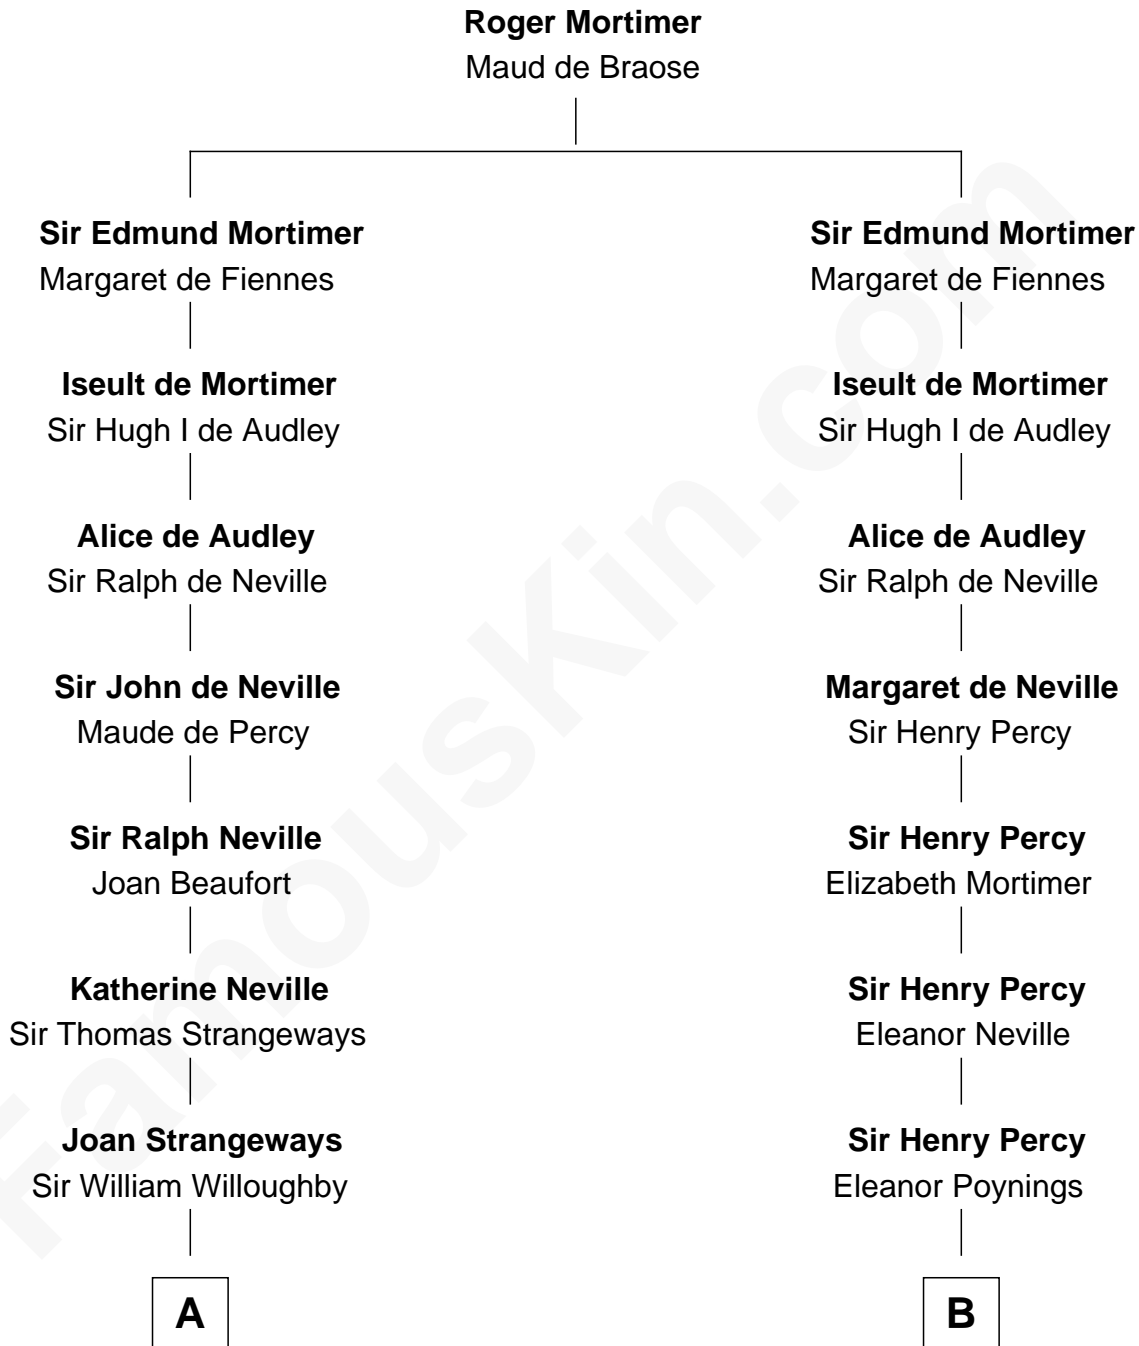 Roger Mortimer
Maud de Braose
Sir Edmund Mortimer
Margaret de Fiennes
Iseult de Mortimer
Sir Hugh I de Audley
Alice de Audley
Sir Ralph de Neville
Sir John de Neville
Maude de Percy
Sir Ralph Neville
Joan Beaufort
Katherine Neville
Sir Thomas Strangeways
Joan Strangeways
Sir William Willoughby
A
Sir Edmund Mortimer
Margaret de Fiennes
Iseult de Mortimer
Sir Hugh I de Audley
Alice de Audley
Sir Ralph de Neville
Margaret de Neville
Sir Henry Percy
Sir Henry Percy
Elizabeth Mortimer
Sir Henry Percy
Eleanor Neville
Sir Henry Percy
Eleanor Poynings
B
FamousKin.com